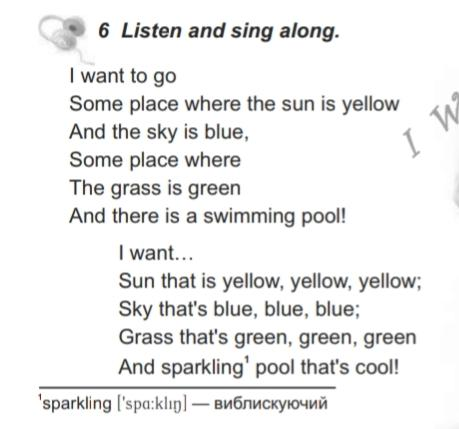 6 Listen and sing along.
I want to go
Some place where the sun is yellow
And the sky is blue,
Some place where
The grass is green
And there is a swimming pool!
I want…
Sun that is yellow, yellow, yellow;
Sky that's blue, blue, blue;
Grass that's green, green, green
And sparkling¹ pool that's cool!
¹sparkling ['spɑ:klıŋ] — виблискуючий
I w